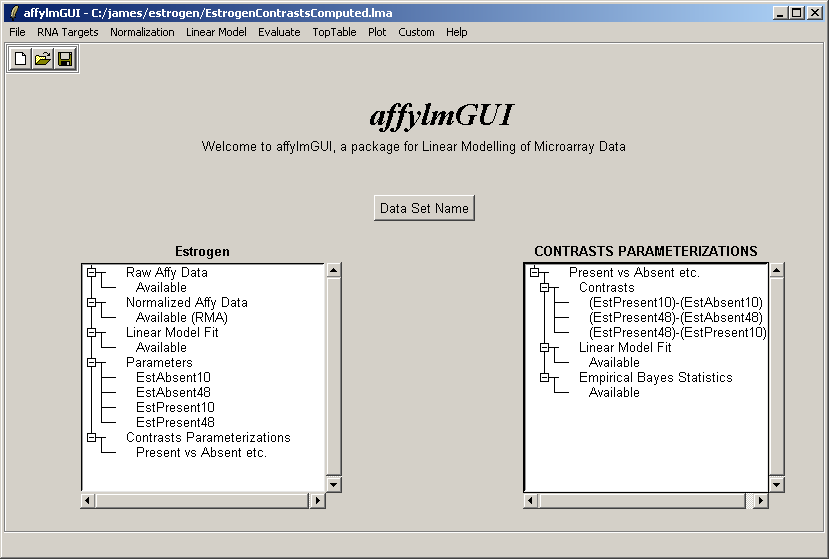 affylmGUI - C:/james/estrogen/EstrogenContrastsComputed.lma
File RNA Targets Normalization Linear Model Evaluate TopTable Plot Custom Help
affylmGUI
Welcome to affylmGUI, a package for Linear Modelling of Microarray Data
Data Set Name
Estrogen
Raw Affy Data
Available
Normalized Affy Data
Available (RMA)
Linear Model Fit
Available
Parameters
EstAbsent10
EstAbsent48
EstPresent10
EstPresent48
Contrasts Parameterizations
Present vs Absent etc.
CONTRASTS PARAMETERIZATIONS
Present vs Absent etc.
Contrasts
(EstPresent10)-(EstAbsent10)
(EstPresent48)-(EstAbsent48)
(EstPresent48)-(EstPresent10)
Linear Model Fit
Available
Empirical Bayes Statistics
Available